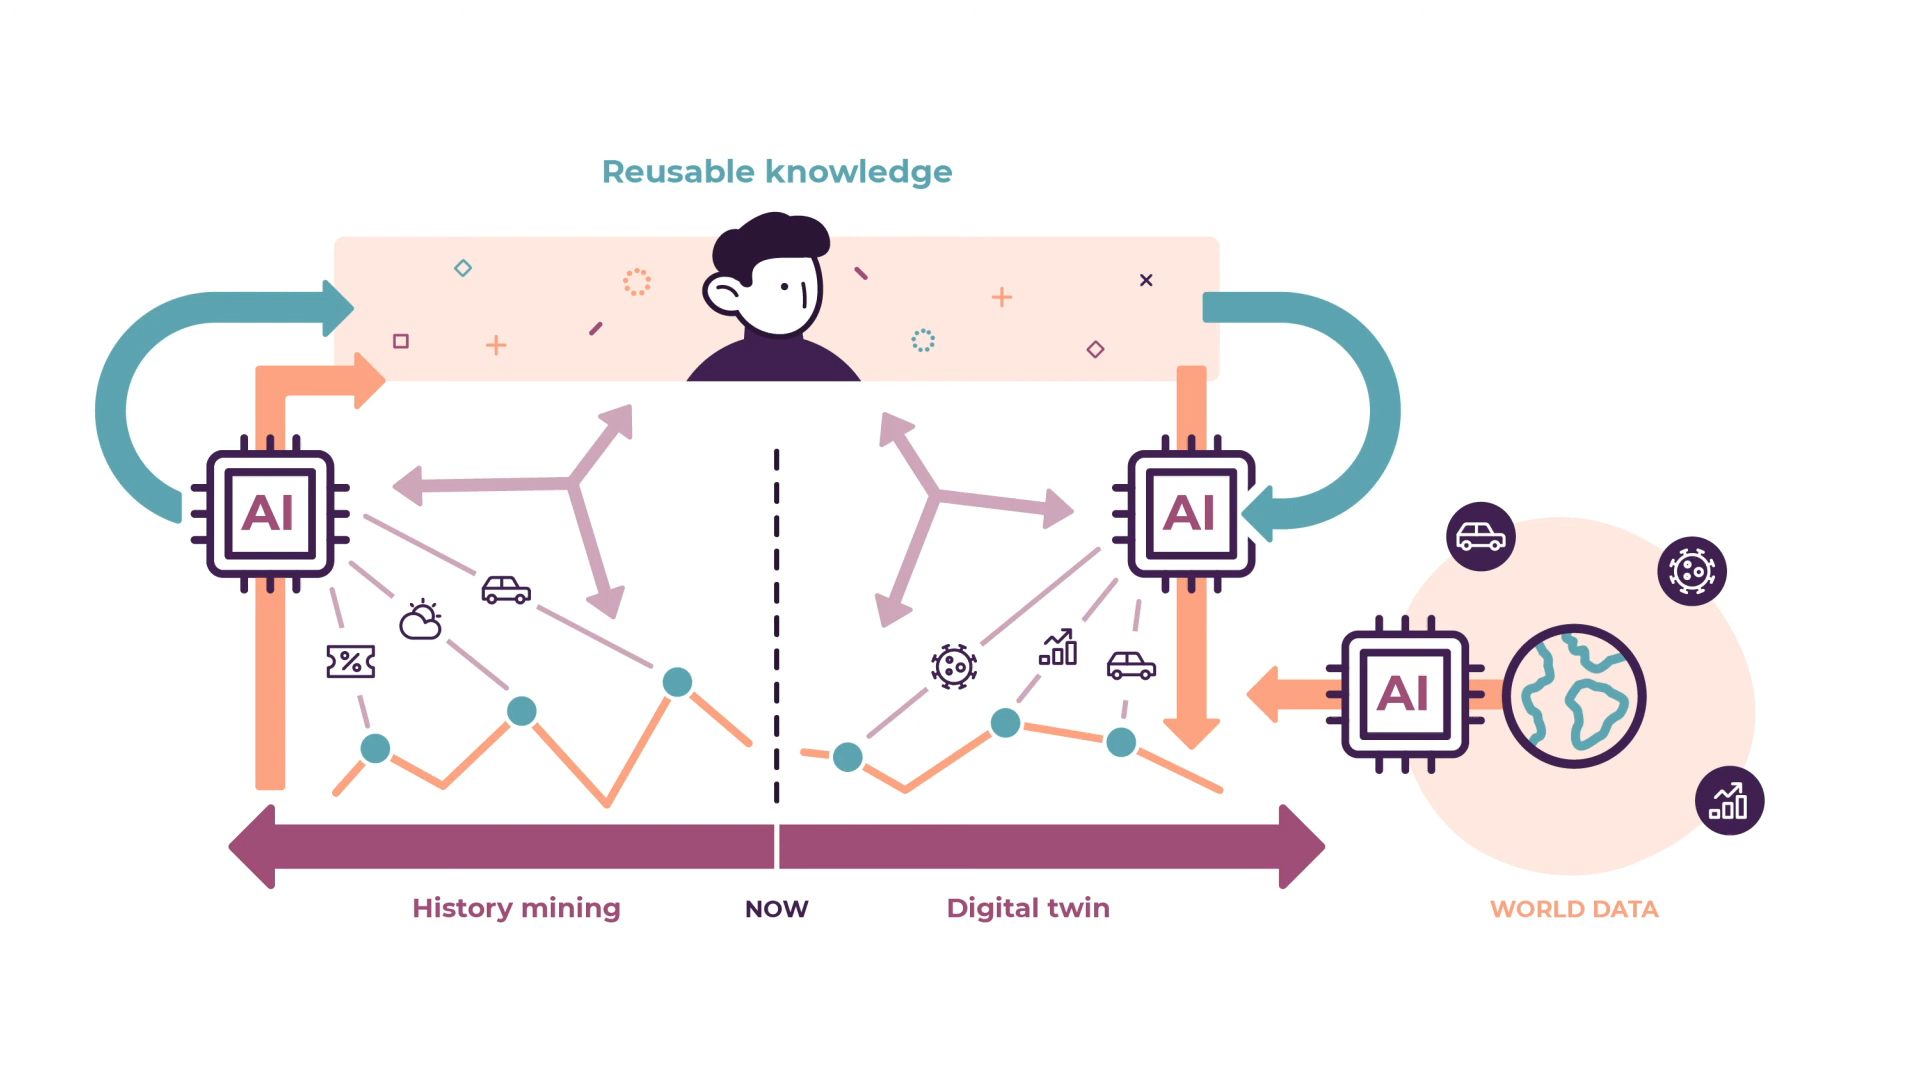 Reusable knowledge
AI
AI
%
AI
History mining
NOW
Digital twin
WORLD DATA